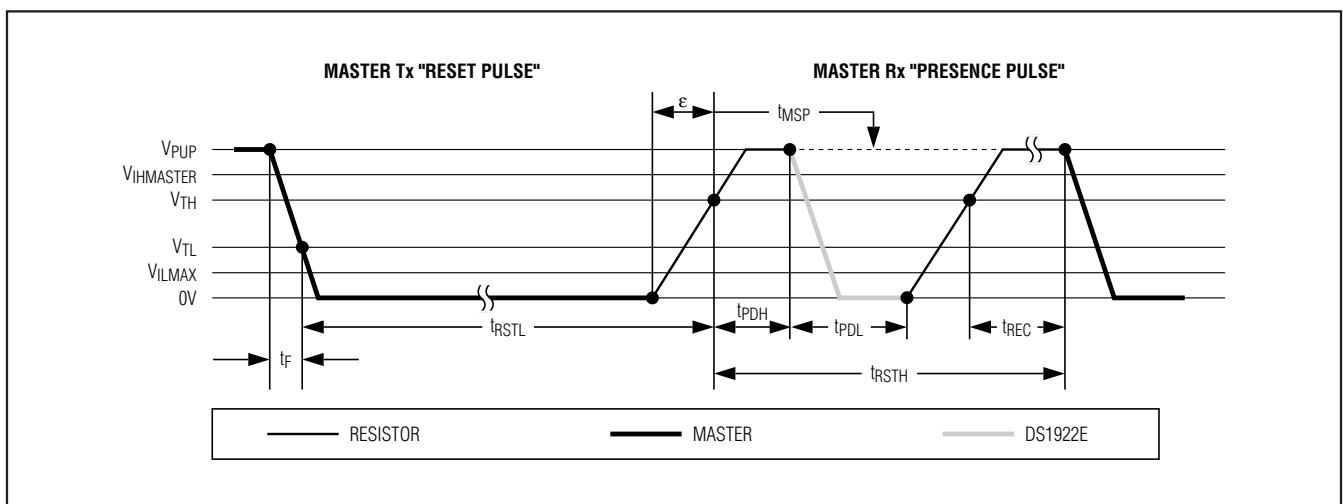 MASTER Tx "RESET PULSE"
MASTER Rx "PRESENCE PULSE"
ε
tMSP
VPUP
VIHMASTER
VTH
VTL
VILMAX
0V
tRSTL
tPDH
tPDL
tREC
tF
tRSTH
RESISTOR
MASTER
DS1922E